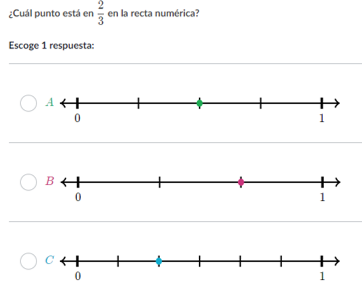 ¿Cuál punto está en 2/3 en la recta numérica?
Escoge 1 respuesta:
A
0 1
B
0 1
C
0 1